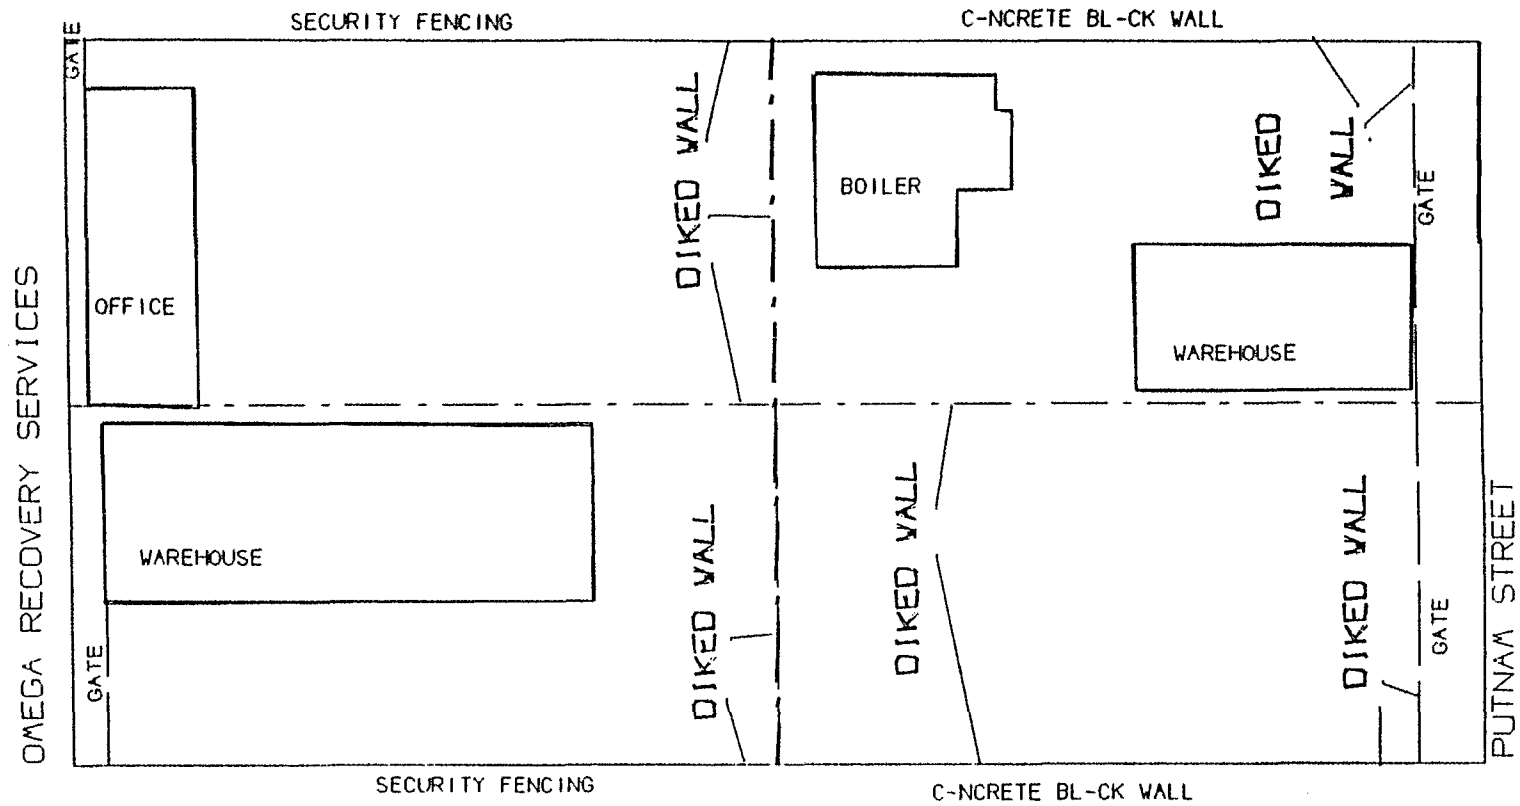 SECURITY FENCING
C-NCRETE BL-CK WALL
GATE
DIKED WALL
BOILER
DIKED
WALL
GATE
OFFICE
WAREHOUSE
OMEGA RECOVERY SERVICES
WAREHOUSE
GATE
DIKED WALL
DIKED WALL
DIKED WALL
GATE
PUTNAM STREET
SECURITY FENCING
C-NCRETE BL-CK WALL